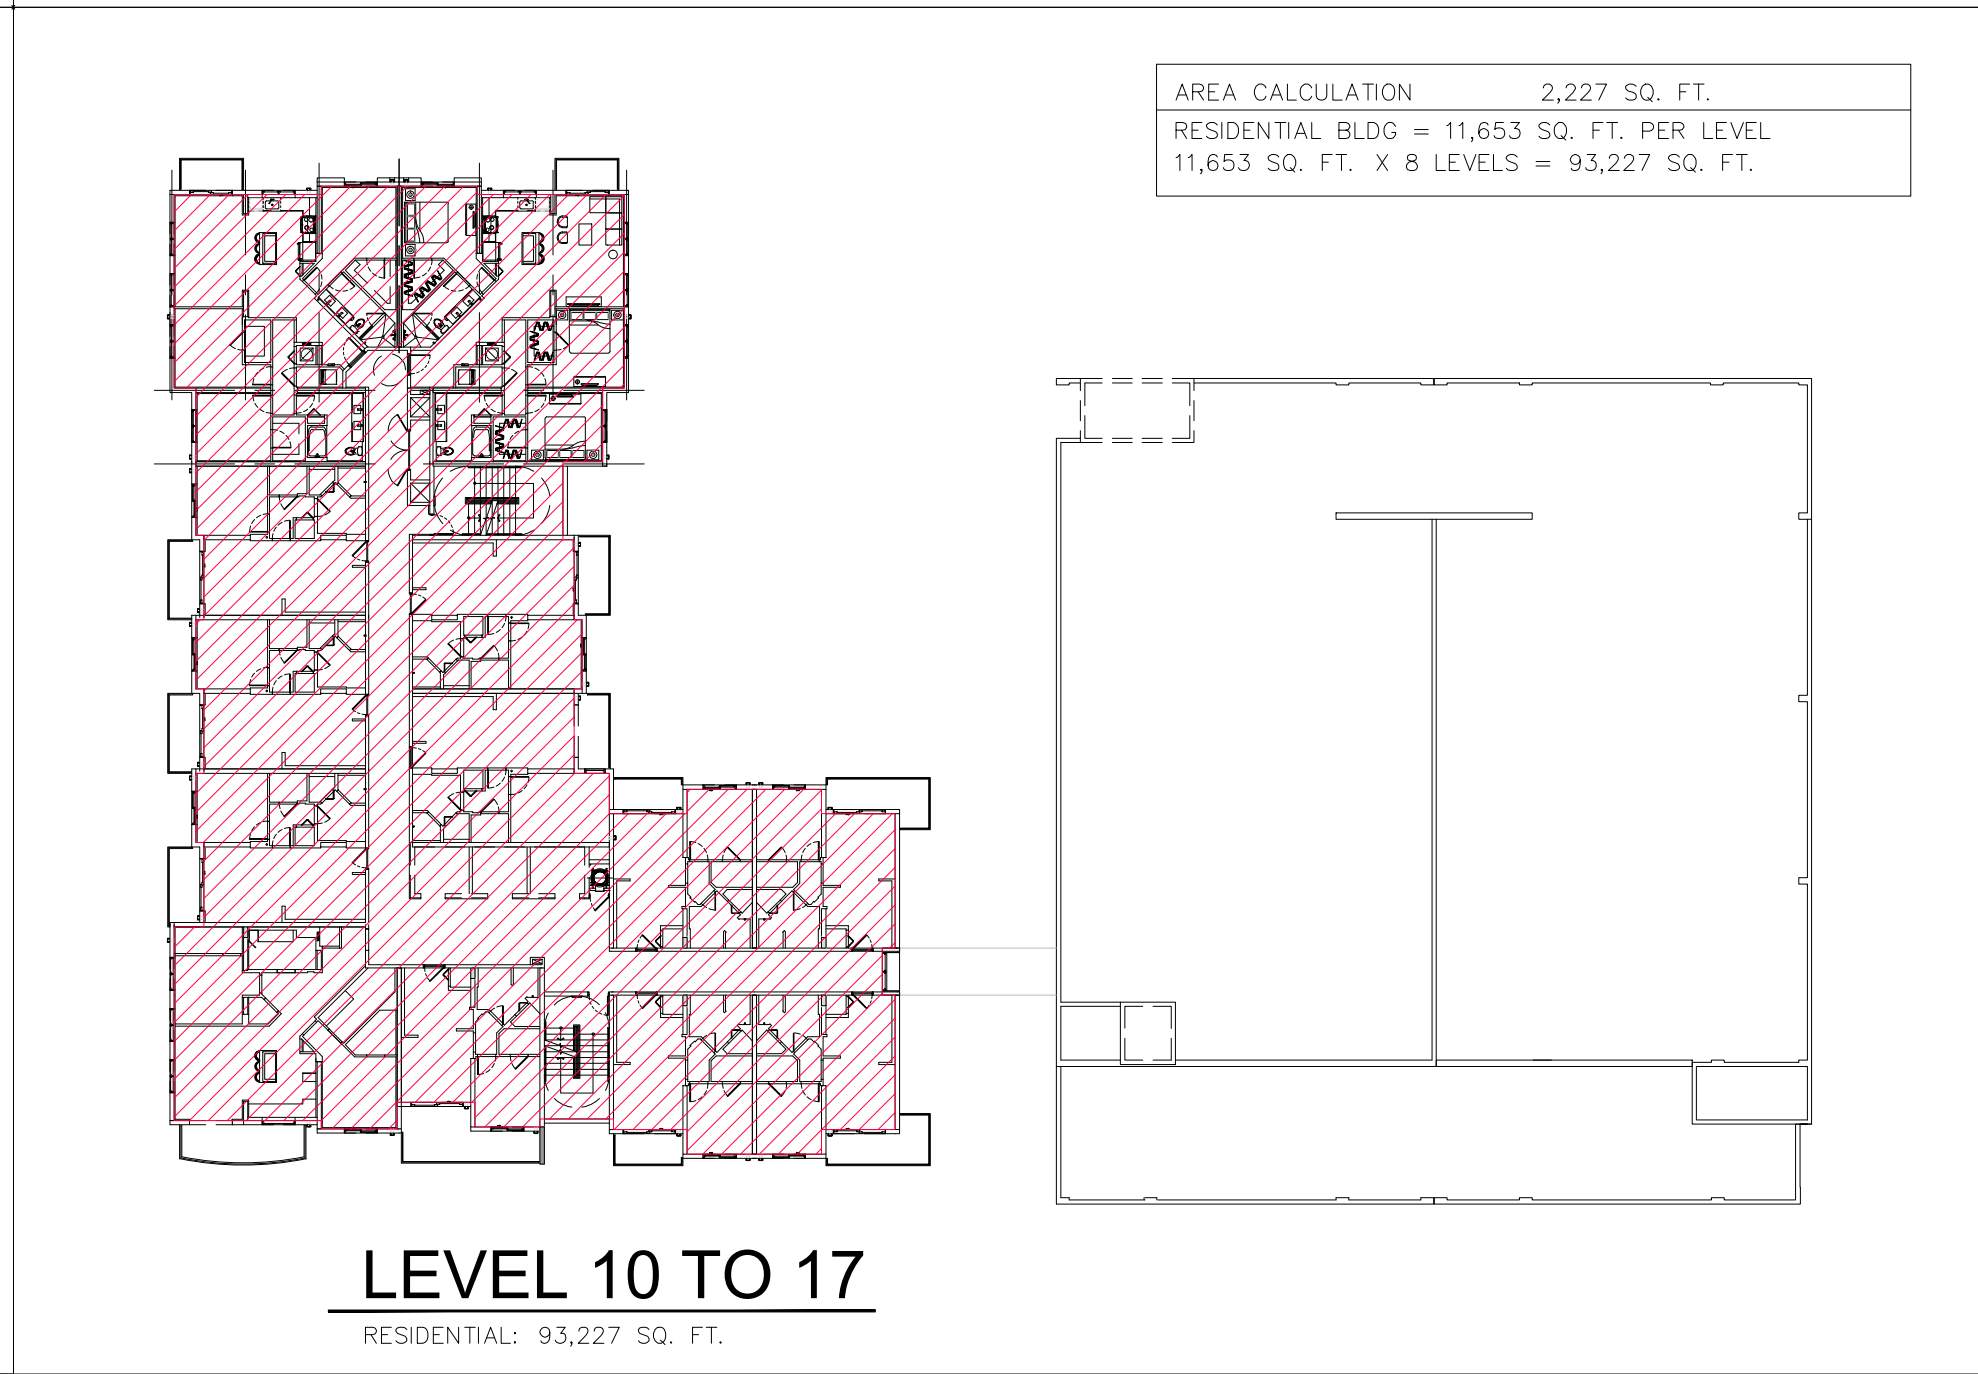 AREA CALCULATION 2,227 SQ. FT.
RESIDENTIAL BLDG = 11,653 SQ. FT. PER LEVEL
11,653 SQ. FT. X 8 LEVELS = 93,227 SQ. FT.
LEVEL 10 TO 17
RESIDENTIAL: 93,227 SQ. FT.